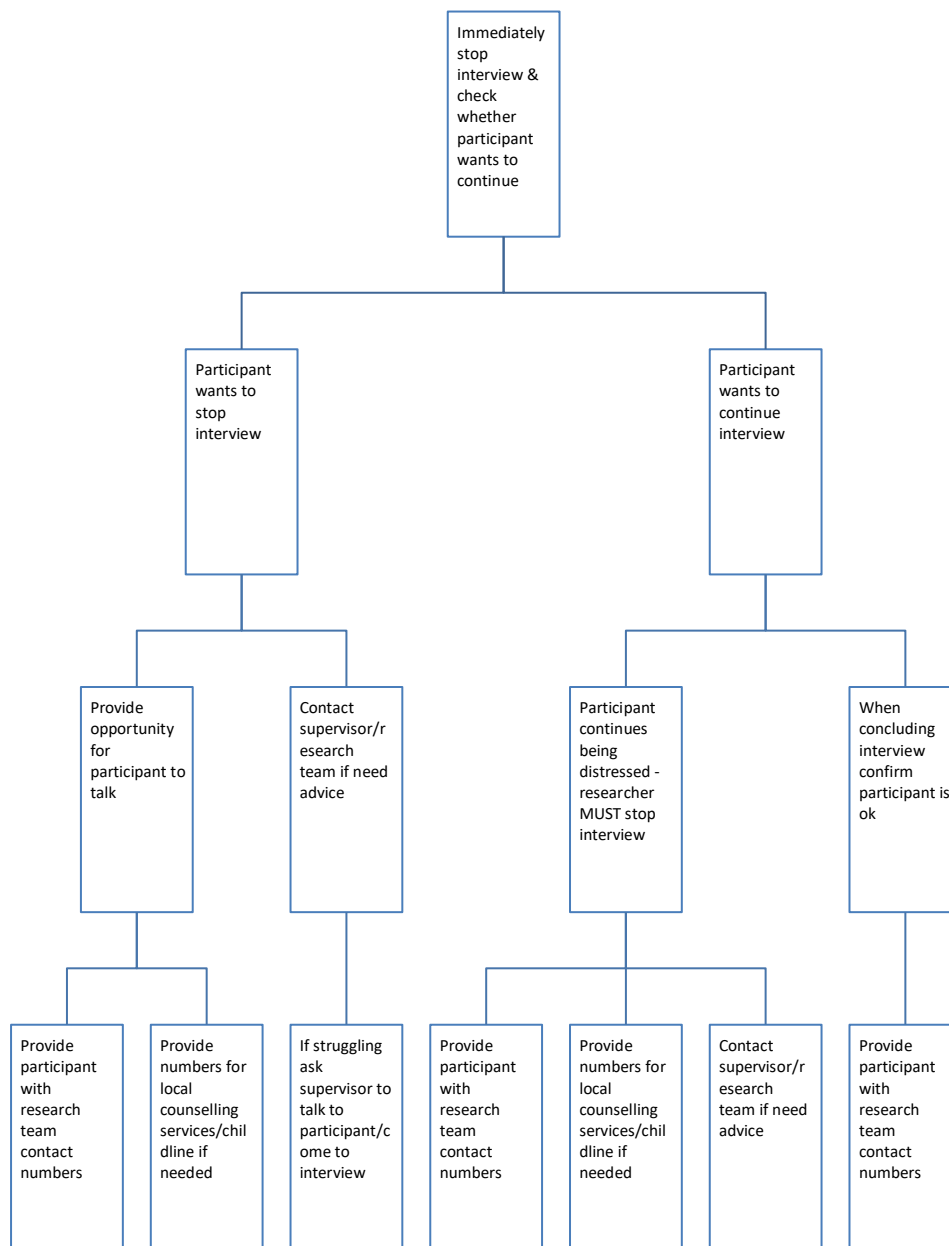 Immediately
stop
interview &
check
whether
participant
wants to
continue
Participant
wants to
stop
interview
Participant
wants to
continue
interview
Provide
opportunity
for
participant to
talk
Contact
supervisor/r
esearch
team if need
advice
Participant
continues
being
distressed -
researcher
MUST stop
interview
When
concluding
interview
confirm
participant is
ok
Provide
participant
with
research
team
contact
numbers
Provide
numbers for
local
counselling
services/chil
dline if
needed
If struggling
ask
supervisor to
talk to
participant/c
ome to
interview
Provide
participant
with
research
team
contact
numbers
Provide
numbers for
local
counselling
services/chil
dline if
needed
Contact
supervisor/r
esearch
team if need
advice
Provide
participant
with
research
team
contact
numbers